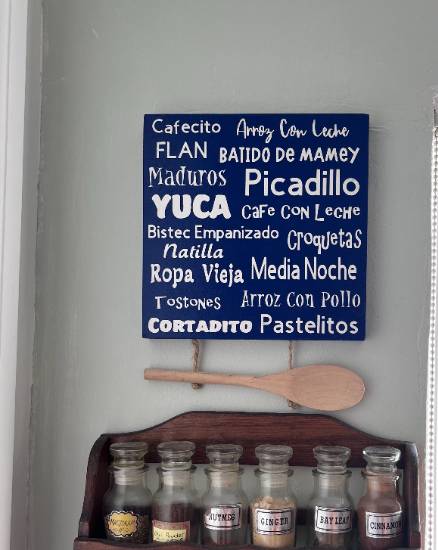 Cafecito Arroz Con Leche
FLAN BATIDO DE MAMEY
Maduros Picadillo
YUCA CAFE CON LECHE
Bistec Empanizado Croquetas
Natilla
Ropa Vieja Media Noche
Tostones Arroz Con Pollo
CORTADITO Pastelitos
NUTMEG
GINGER
BAY LEAF
CINNAMON